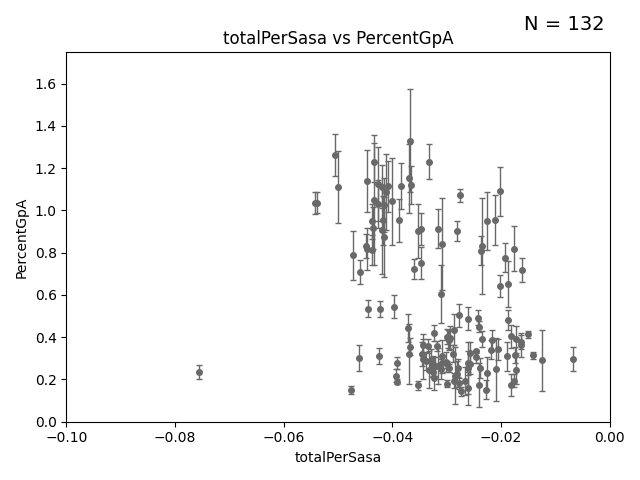 N = 132
totalPerSasa vs PercentGpA
PercentGpA
1.6
1.4
1.2
1.0
0.8
0.6
0.4
0.2
0.0
−0.10 −0.08 −0.06 −0.04 −0.02 0.00
totalPerSasa